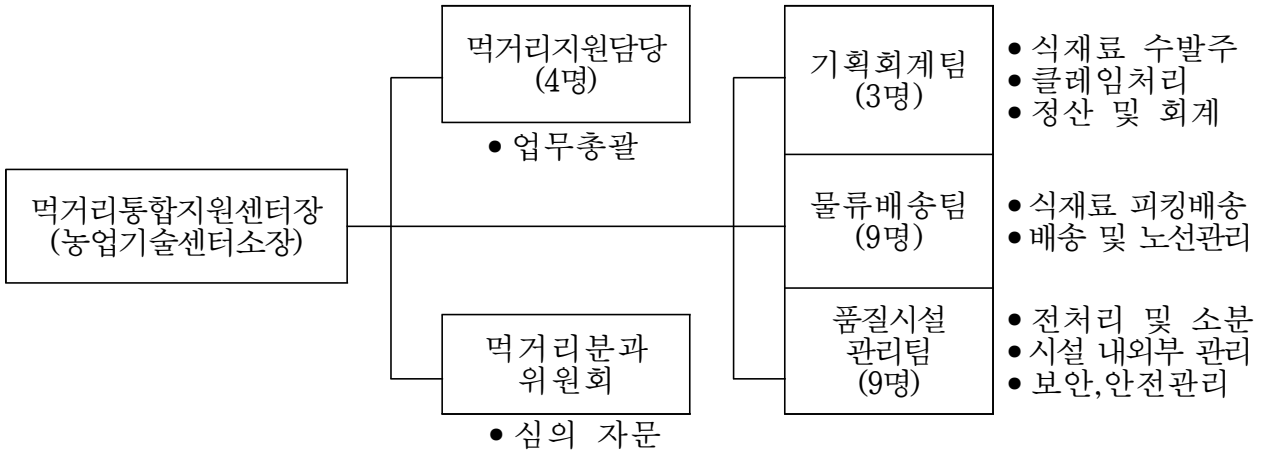 먹거리통합지원센터장
(농업기술센터소장)
먹거리지원담당
(4명)
• 업무총괄
먹거리분과
위원회
• 심의 자문
기획회계팀
(3명)
• 식재료 수발주
• 클레임처리
• 정산 및 회계
물류배송팀
(9명)
• 식재료 피킹배송
• 배송 및 노선관리
품질시설
관리팀
(9명)
• 전처리 및 소분
• 시설 내외부 관리
• 보안,안전관리